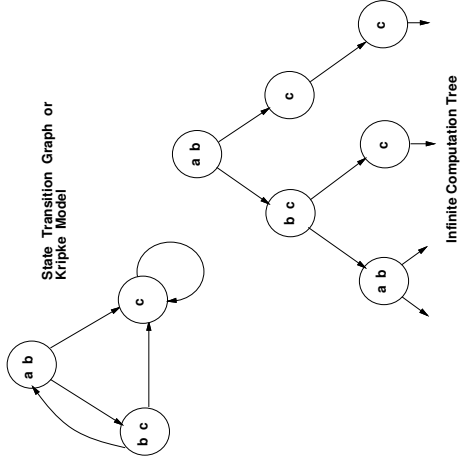 State Transition Graph or
Kripke Model
a b
b c
c
a b
b c
c
a b
c
c
Infinite Computation Tree